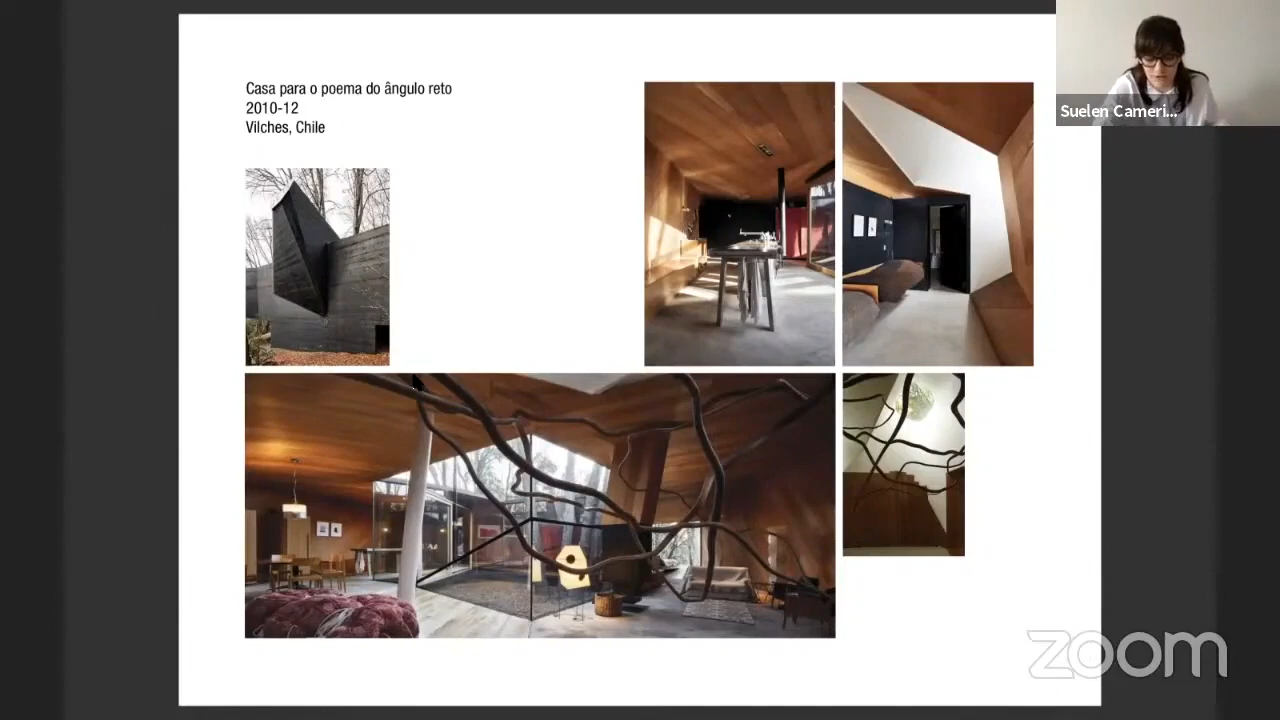 Casa para o poema do ângulo reto
2010-12
Vilches, Chile
Suelen Cameri...
zoom